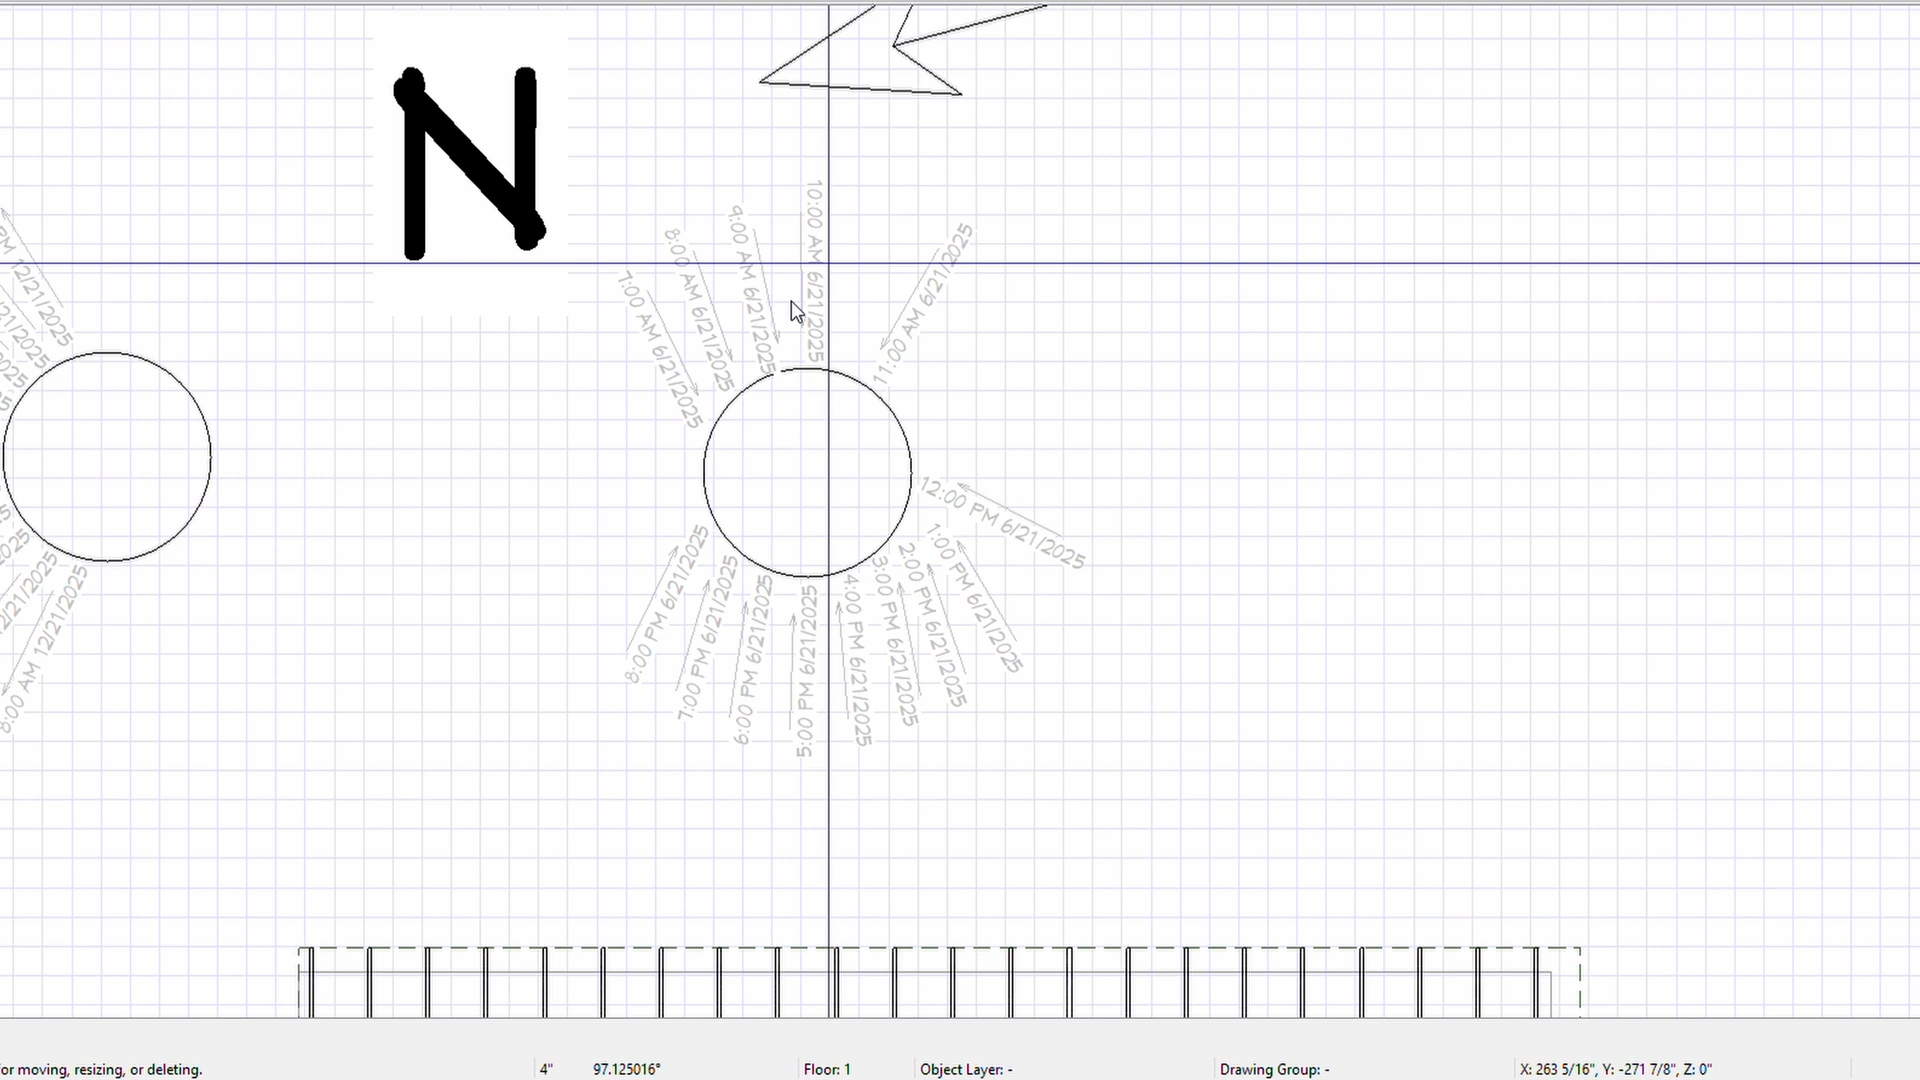 N
10:00 AM 6/21/2025
9:00 AM 6/21/2025
8:00 AM 6/21/2025
7:00 AM 6/21/2025
11:00 AM 6/21/2025
PM 12/21/2025
12:00 PM 6/21/2025
1:00 PM 6/21/2025
2:00 PM 6/21/2025
3:00 PM 6/21/2025
4:00 PM 6/21/2025
5:00 PM 6/21/2025
6:00 PM 6/21/2025
7:00 PM 6/21/2025
8:00 PM 6/21/2025
8:00 AM 12/21/2025
or moving, resizing, or deleting.
4" 97.125016° Floor: 1 Object Layer: - Drawing Group: - X: 263 5/16", Y: -271 7/8", Z: 0"